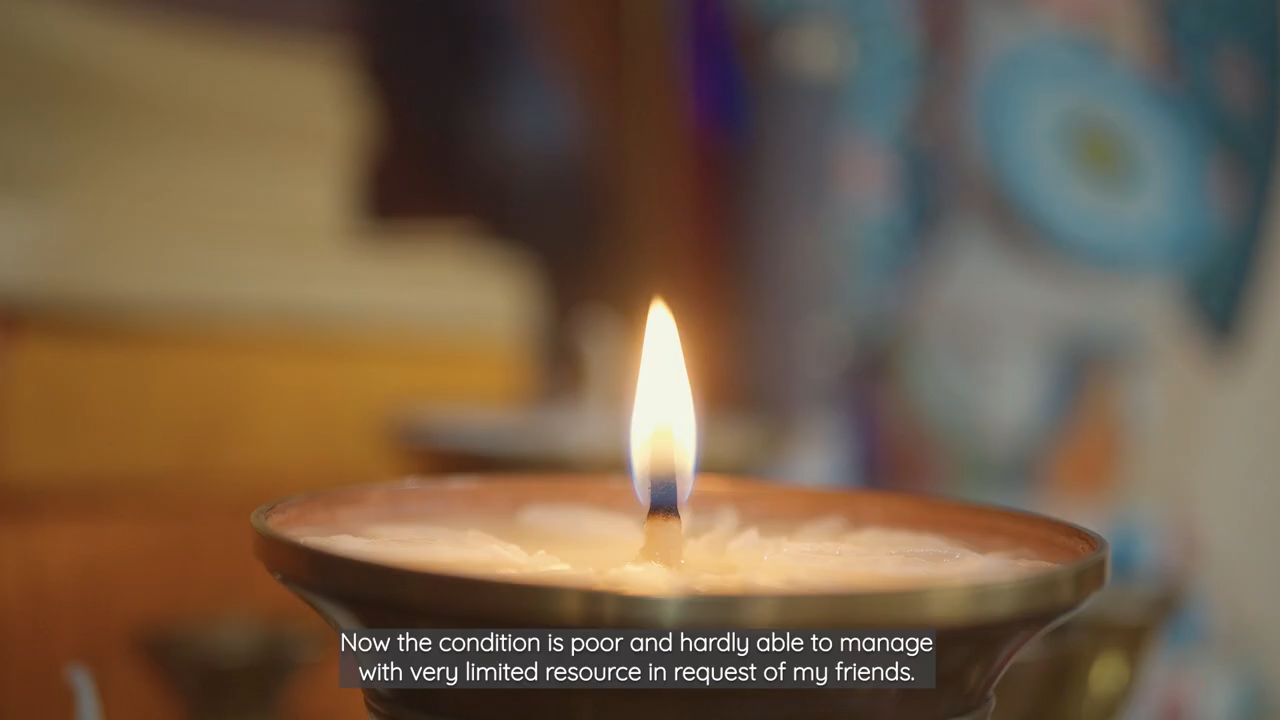 Now the condition is poor and hardly able to manage
with very limited resource in request of my friends.